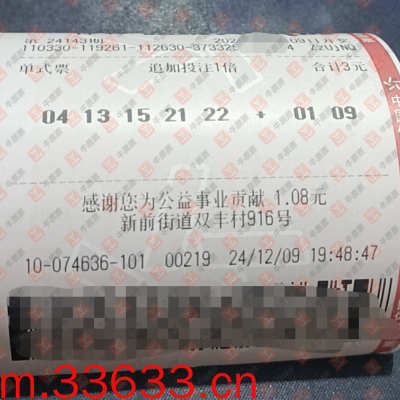 110330-119261-112630-373325
单式票 追加投注1倍 合计3元
04 13 15 21 22 + 01 09
感谢您为公益事业贡献 1.08元
新前街道双丰村916号
10-074636-101 00219 24/12/09 19:48:47
m.33633.cn